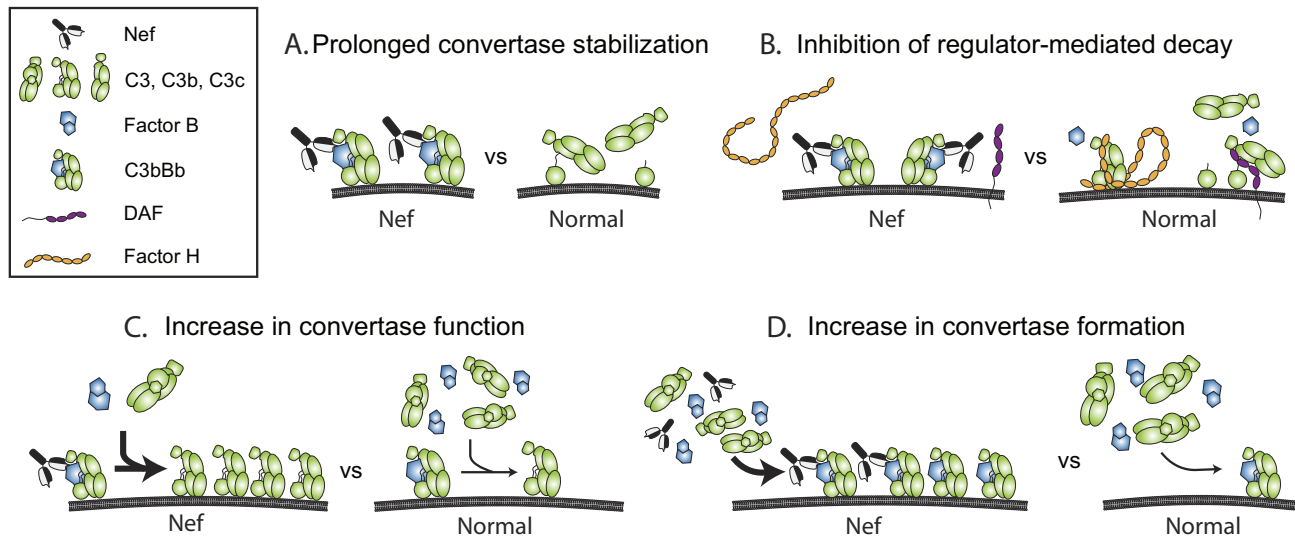 Nef
C3, C3b, C3c
Factor B
C3bBb
DAF
Factor H
A. Prolonged convertase stabilization
vs
Nef
Normal
B. Inhibition of regulator-mediated decay
vs
Nef
Normal
C. Increase in convertase function
vs
Nef
Normal
D. Increase in convertase formation
vs
Nef
Normal